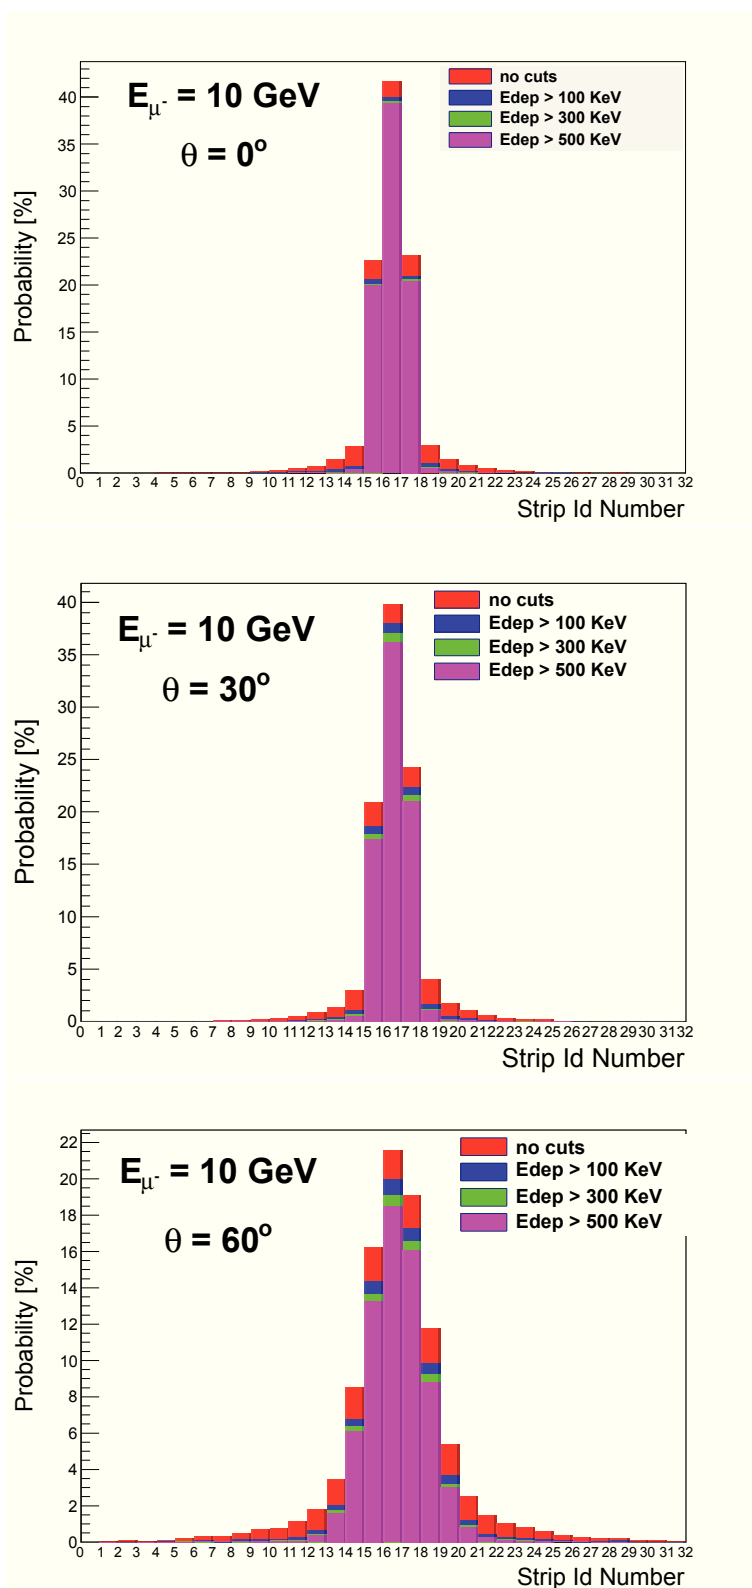 no cuts
Edep > 100 KeV
Edep > 300 KeV
Edep > 500 KeV
Eμ- = 10 GeV
θ = 0°
Probability [%]
40
35
30
25
20
15
10
5
0
0 1 2 3 4 5 6 7 8 9 10 11 12 13 14 15 16 17 18 19 20 21 22 23 24 25 26 27 28 29 30 31 32
Strip Id Number
no cuts
Edep > 100 KeV
Edep > 300 KeV
Edep > 500 KeV
Eμ- = 10 GeV
θ = 30°
Probability [%]
40
35
30
25
20
15
10
5
0
0 1 2 3 4 5 6 7 8 9 10 11 12 13 14 15 16 17 18 19 20 21 22 23 24 25 26 27 28 29 30 31 32
Strip Id Number
no cuts
Edep > 100 KeV
Edep > 300 KeV
Edep > 500 KeV
Eμ- = 10 GeV
θ = 60°
Probability [%]
22
20
18
16
14
12
10
8
6
4
2
0
0 1 2 3 4 5 6 7 8 9 10 11 12 13 14 15 16 17 18 19 20 21 22 23 24 25 26 27 28 29 30 31 32
Strip Id Number